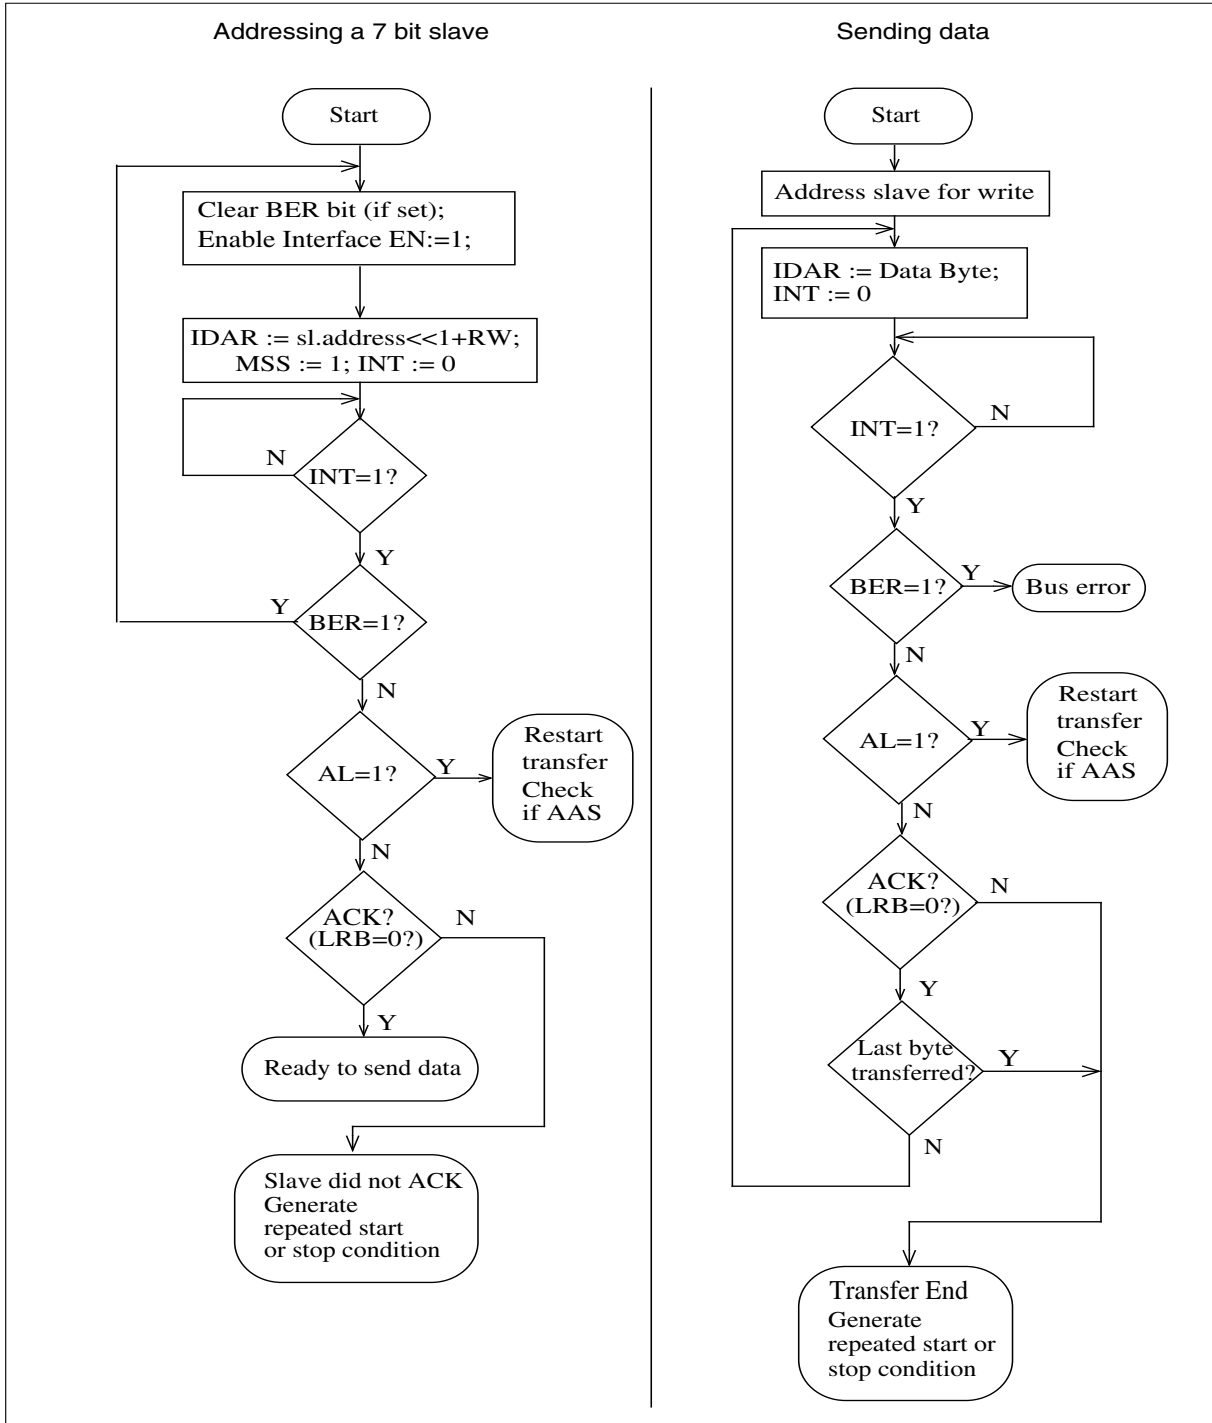 Addressing a 7 bit slave
Start
Clear BER bit (if set);
Enable Interface EN:=1;
IDAR := sl.address<<1+RW;
MSS := 1; INT := 0
N
INT=1?
Y
Y
BER=1?
N
AL=1?
Y
Restart
transfer
Check
if AAS
N
ACK?
(LRB=0?)
N
Y
Ready to send data
Slave did not ACK
Generate
repeated start
or stop condition
Sending data
Start
Address slave for write
IDAR := Data Byte;
INT := 0
INT=1?
N
Y
BER=1?
Y
Bus error
N
AL=1?
Y
Restart
transfer
Check
if AAS
N
ACK?
(LRB=0?)
N
Y
Last byte
transferred?
Y
N
Transfer End
Generate
repeated start or
stop condition